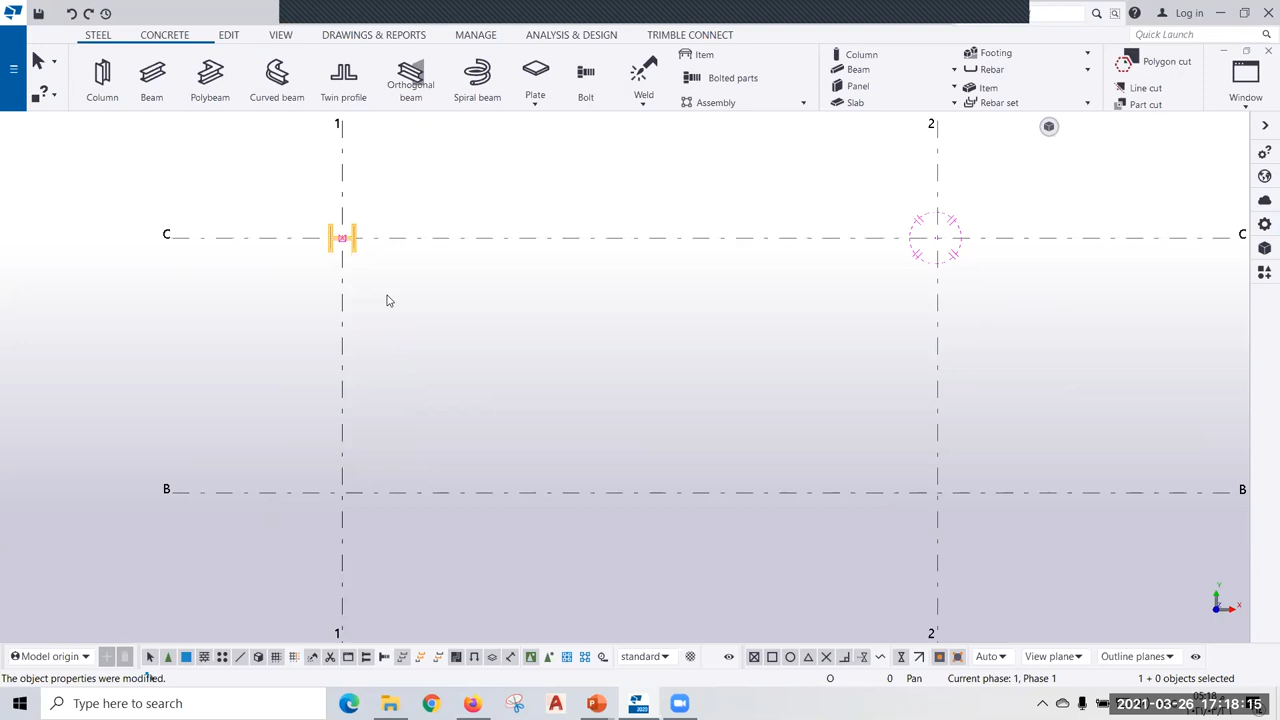 Log in
STEEL CONCRETE EDIT VIEW DRAWINGS & REPORTS MANAGE ANALYSIS & DESIGN TRIMBLE CONNECT Quick Launch
Column
Beam
Polybeam
Curved beam
Twin profile
Orthogonal
beam
Spiral beam
Plate
Bolt
Weld
Item
Bolted parts
Assembly
Column
Beam
Panel
Slab
Footing
Rebar
Item
Rebar set
Polygon cut
Line cut
Part cut
Window
1 2
C C
B B
1 2
Y
X
Model origin standard Auto View plane Outline planes
The object properties were modified. O 0 Pan Current phase: 1, Phase 1 1 + 0 objects selected
Type here to search
2021-03-26 17:18:15